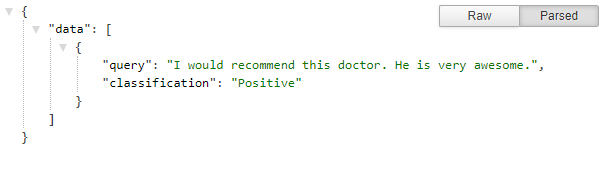 Raw Parsed
{
"data": [
{
"query": "I would recommend this doctor. He is very awesome.",
"classification": "Positive"
}
]
}